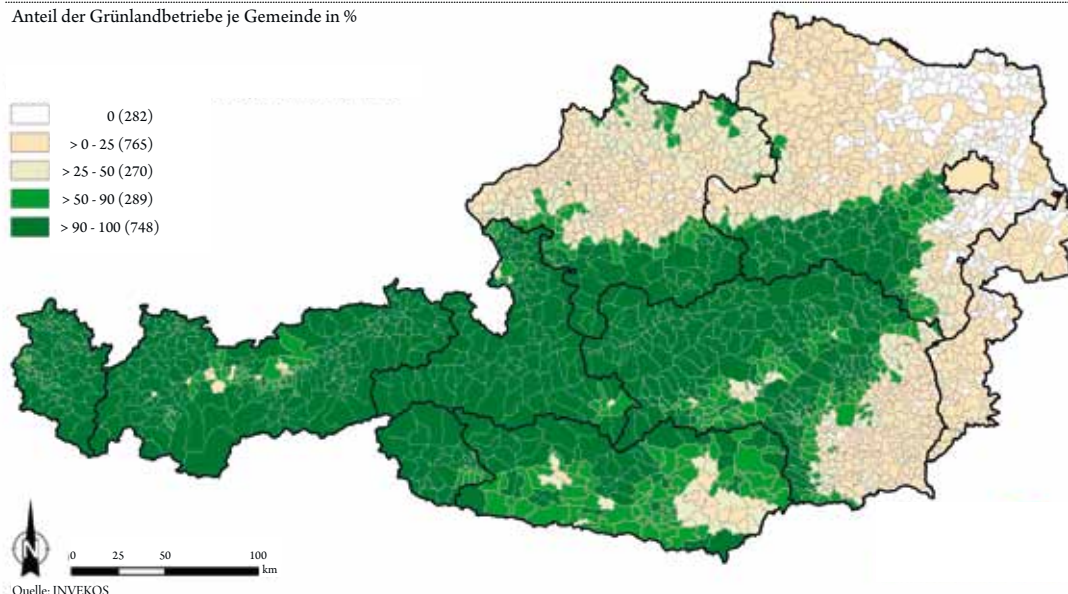 Anteil der Grünlandbetriebe je Gemeinde in %
0 (282)
> 0 - 25 (765)
> 25 - 50 (270)
> 50 - 90 (289)
> 90 - 100 (748)
N
0 25 50 100
km
Quelle: INVEKOS